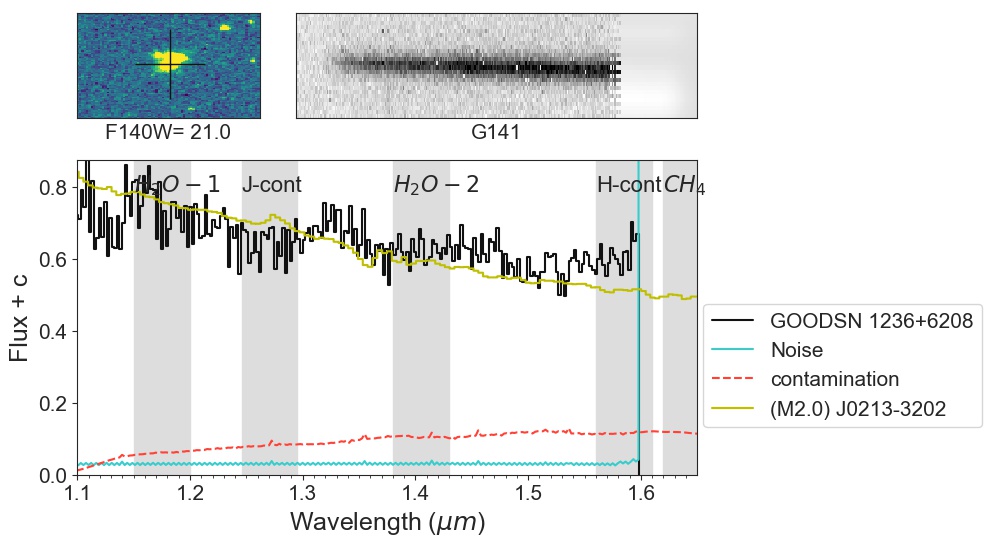 F140W= 21.0
G141
H₂O − 1
J-cont
H₂O − 2
H-cont
CH₄
0.8
0.6
0.4
0.2
0.0
Flux + c
1.1
1.2
1.3
1.4
1.5
1.6
Wavelength (μm)
GOODSN 1236+6208
Noise
contamination
(M2.0) J0213-3202